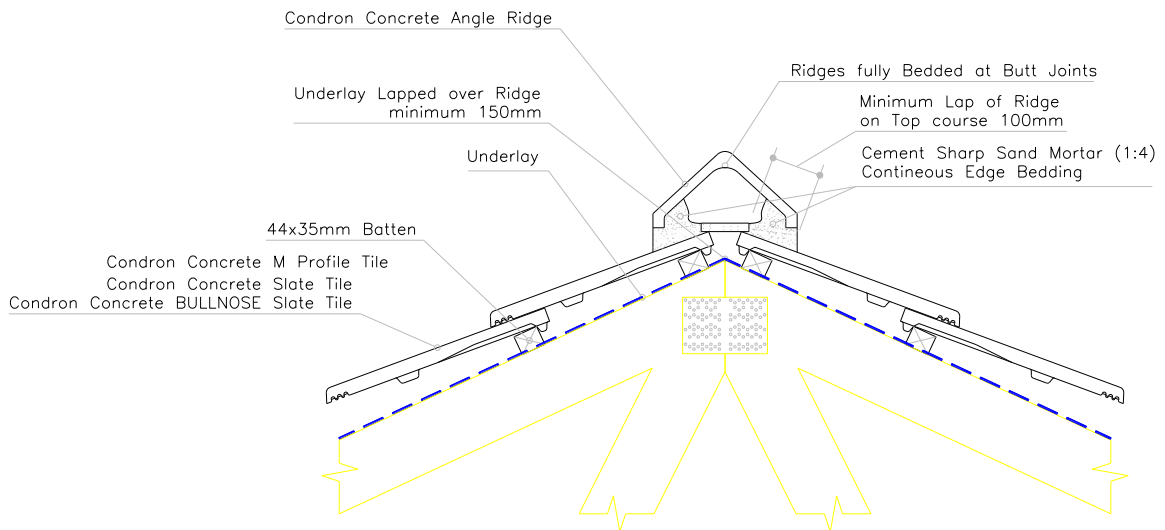 Condron Concrete Angle Ridge
Ridges fully Bedded at Butt Joints
Underlay Lapped over Ridge
minimum 150mm
Minimum Lap of Ridge
on Top course 100mm
Underlay
Cement Sharp Sand Mortar (1:4)
Contineous Edge Bedding
44x35mm Batten
Condron Concrete M Profile Tile
Condron Concrete Slate Tile
Condron Concrete BULLNOSE Slate Tile